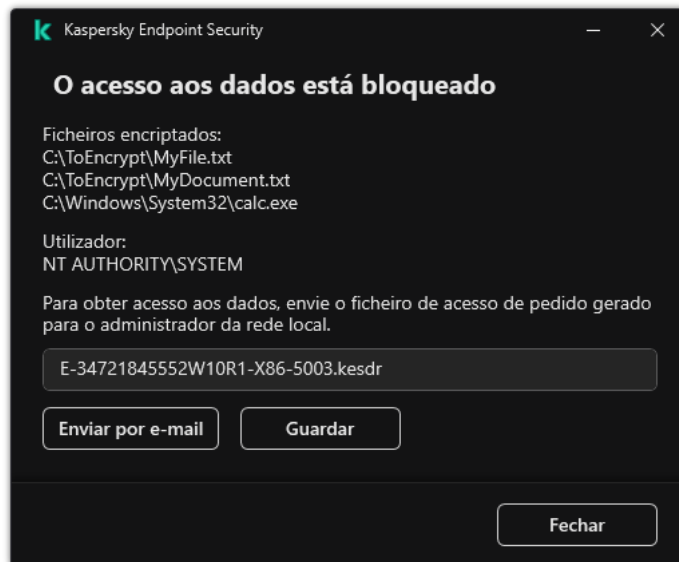 Kaspersky Endpoint Security
O acesso aos dados está bloqueado
Ficheiros encriptados:
C:\ToEncrypt\MyFile.txt
C:\ToEncrypt\MyDocument.txt
C:\Windows\System32\calc.exe
Utilizador:
NT AUTHORITY\SYSTEM
Para obter acesso aos dados, envie o ficheiro de acesso de pedido gerado
para o administrador da rede local.
E-34721845552W10R1-X86-5003.kesdr
Enviar por e-mail
Guardar
Fechar